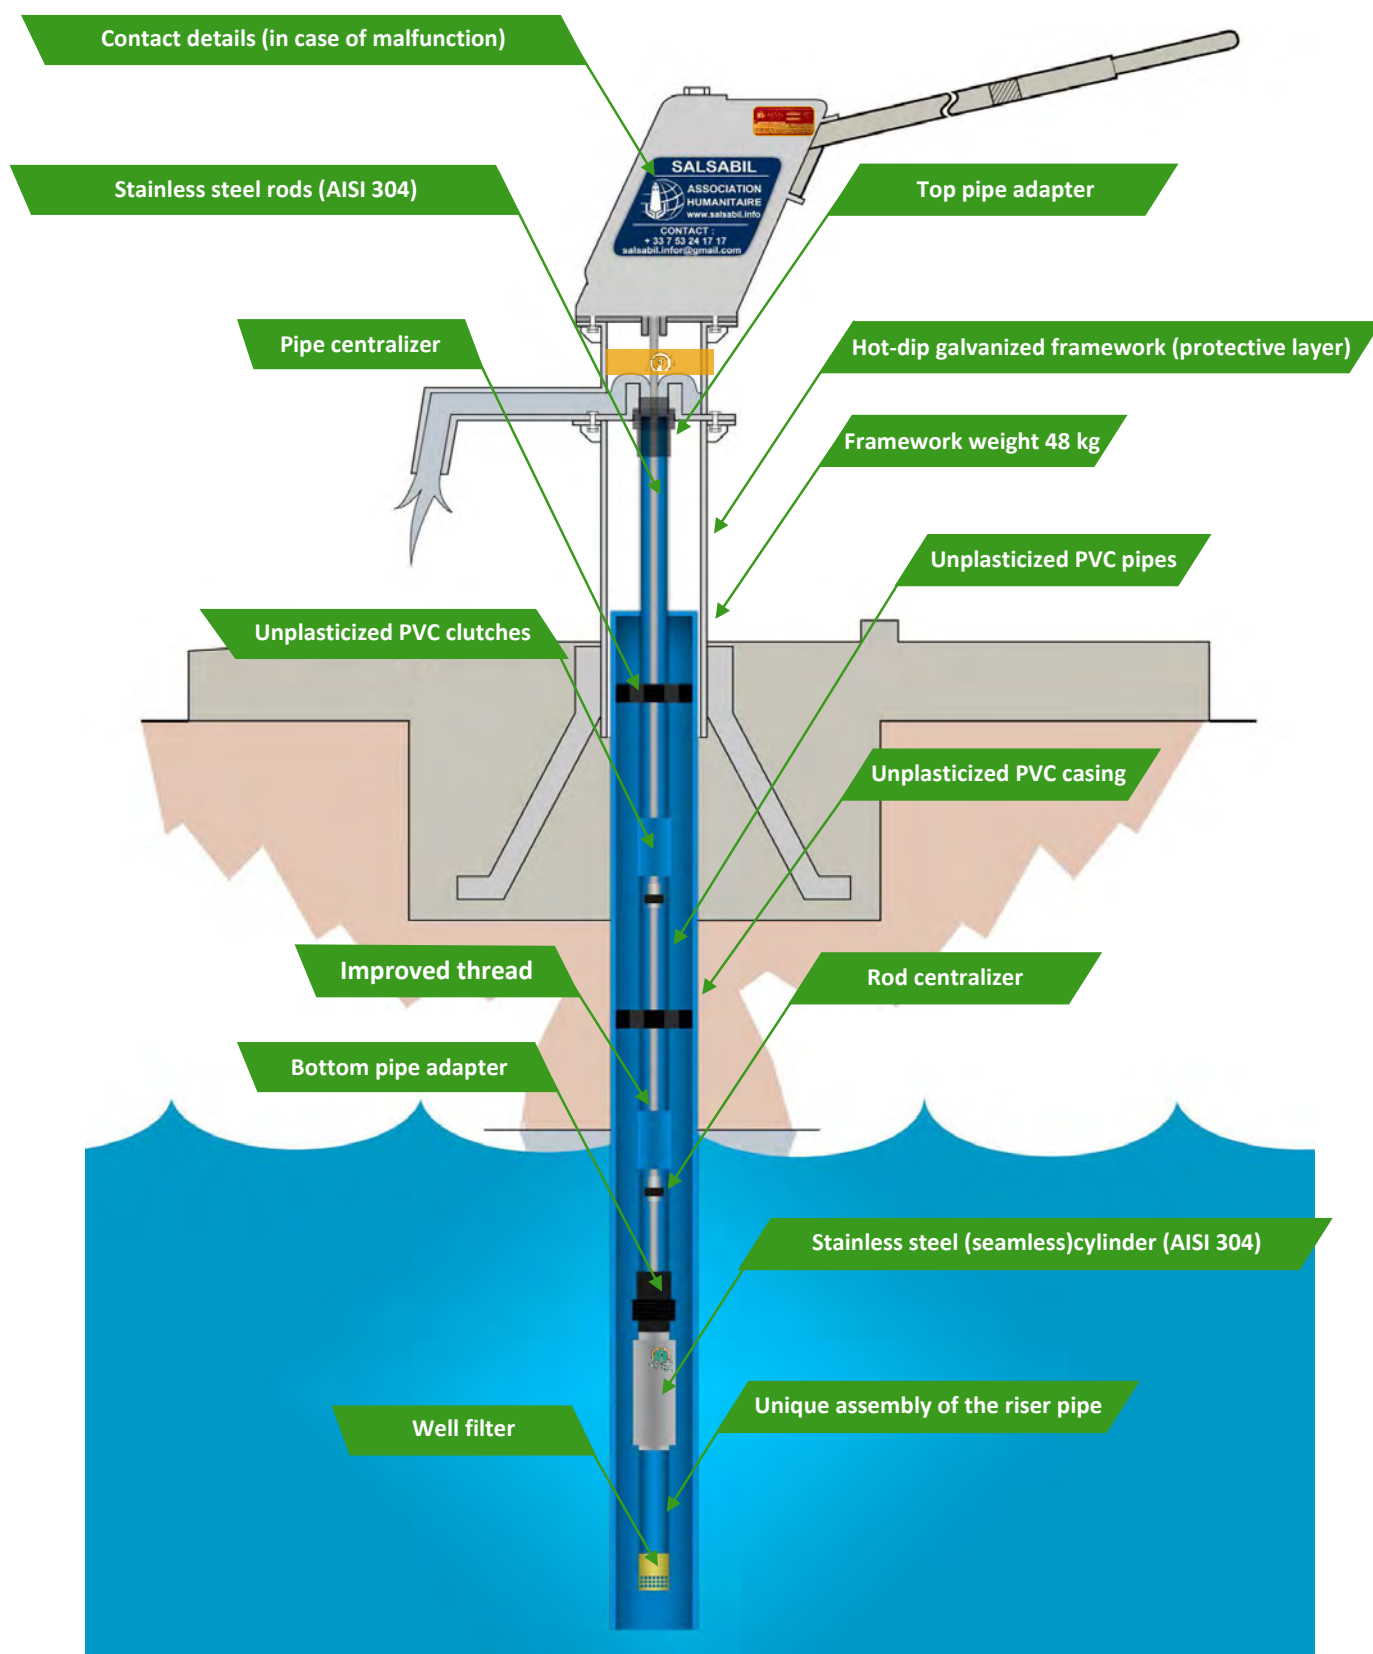 Contact details (in case of malfunction)
SALSABIL
ASSOCIATION
HUMANITAIRE
www.salsabil.info
CONTACT :
+ 33 7 53 24 17 17
salsabil.infor@gmail.com
Stainless steel rods (AISI 304)
Top pipe adapter
Pipe centralizer
Hot-dip galvanized framework (protective layer)
Framework weight 48 kg
Unplasticized PVC pipes
Unplasticized PVC clutches
Unplasticized PVC casing
Improved thread
Rod centralizer
Bottom pipe adapter
Stainless steel (seamless)cylinder (AISI 304)
Unique assembly of the riser pipe
Well filter